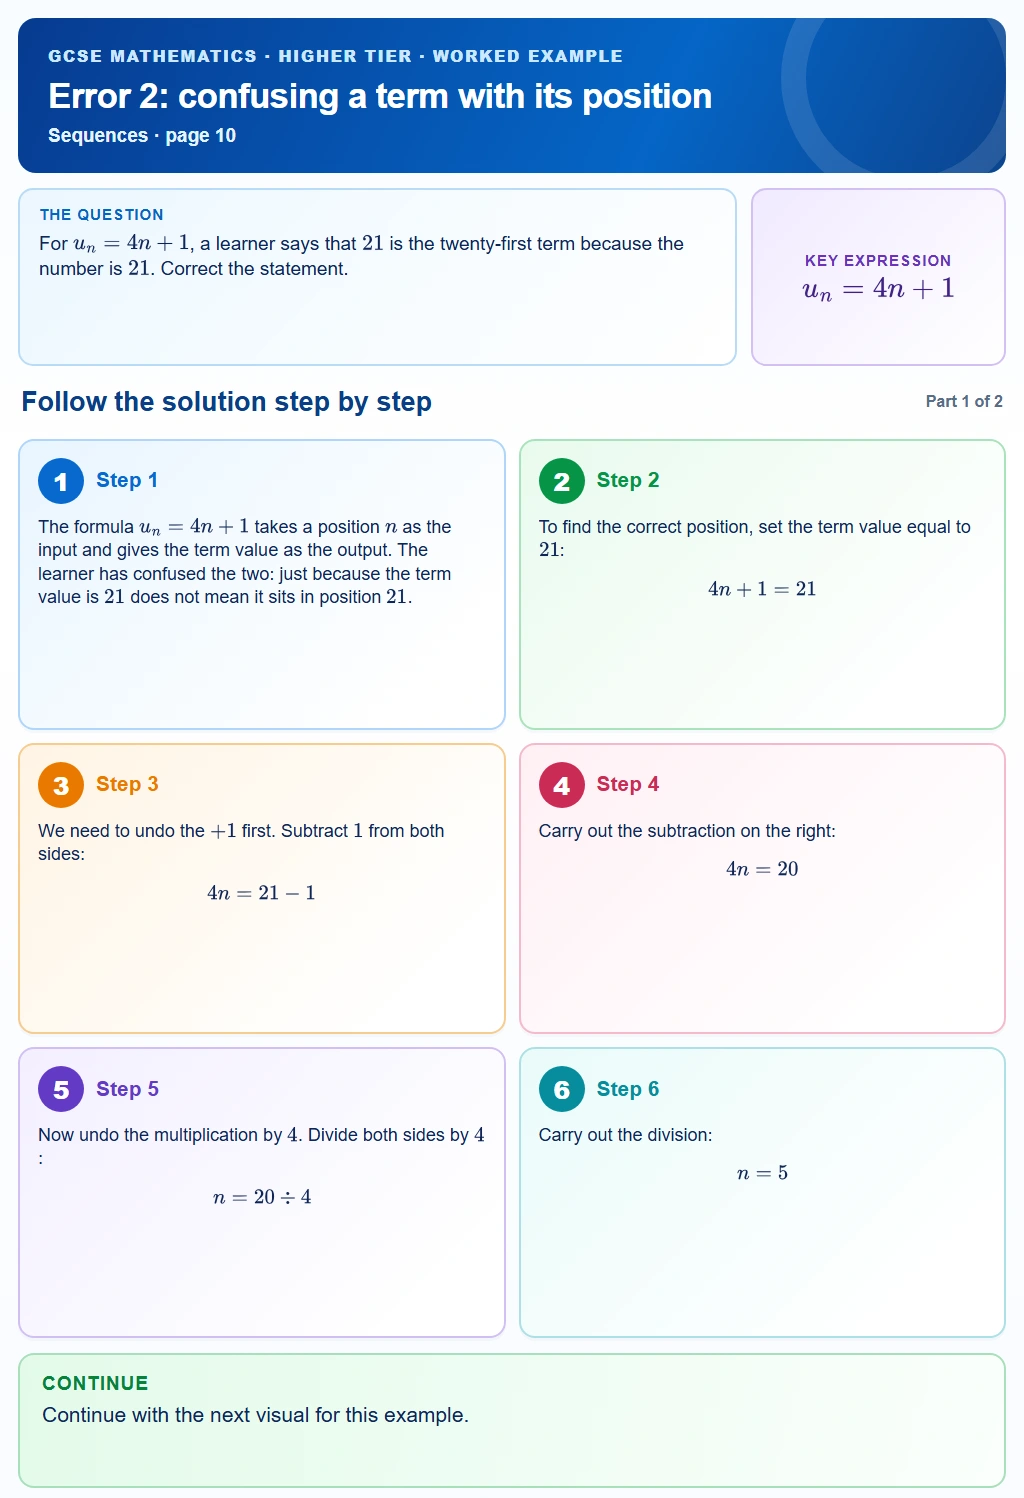 GCSE MATHEMATICS · HIGHER TIER · WORKED EXAMPLE
Error 2: confusing a term with its position
Sequences · page 10
THE QUESTION
For uₙ = 4n + 1, a learner says that 21 is the twenty-first term because the
number is 21. Correct the statement.
KEY EXPRESSION
uₙ = 4n + 1
Follow the solution step by step
Part 1 of 2
1 Step 1
The formula uₙ = 4n + 1 takes a position n as the
input and gives the term value as the output. The
learner has confused the two: just because the term
value is 21 does not mean it sits in position 21.
2 Step 2
To find the correct position, set the term value equal to
21:
4n + 1 = 21
3 Step 3
We need to undo the +1 first. Subtract 1 from both
sides:
4n = 21 − 1
4 Step 4
Carry out the subtraction on the right:
4n = 20
5 Step 5
Now undo the multiplication by 4. Divide both sides by 4
:
n = 20 ÷ 4
6 Step 6
Carry out the division:
n = 5
CONTINUE
Continue with the next visual for this example.